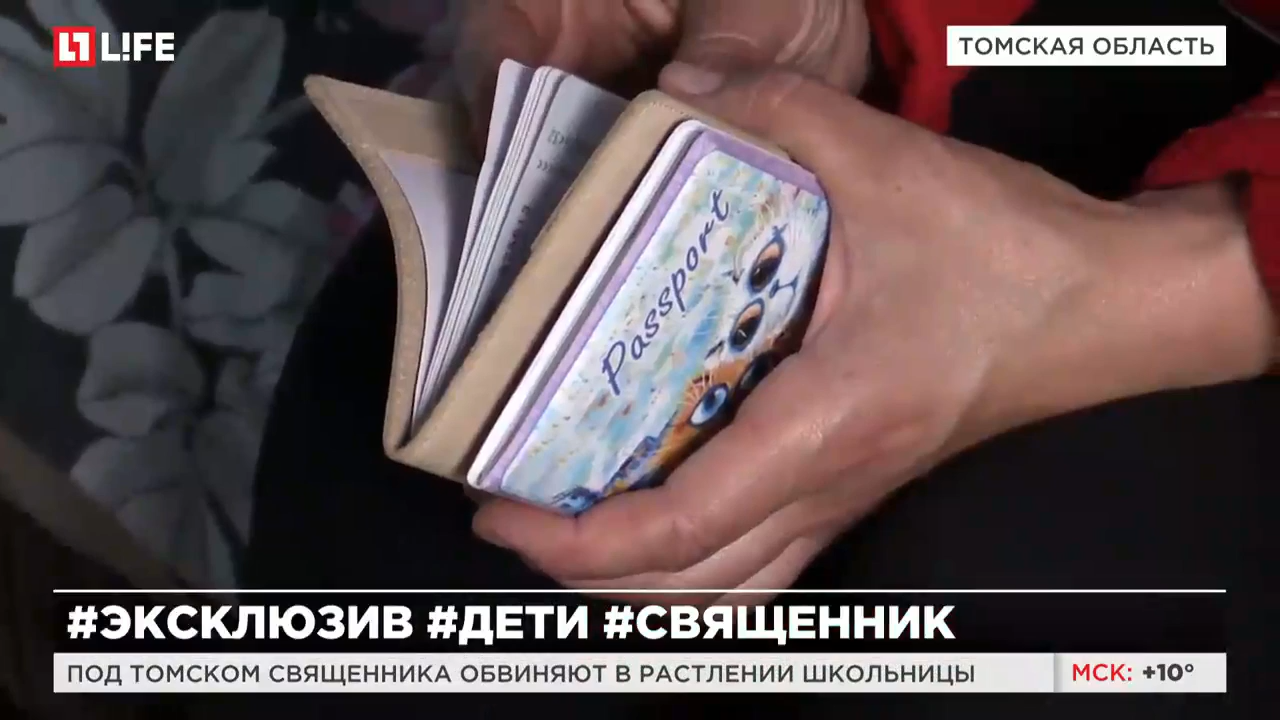 L!FE
ТОМСКАЯ ОБЛАСТЬ
Passport
#ЭКСКЛЮЗИВ #ДЕТИ #СВЯЩЕННИК
ПОД ТОМСКОМ СВЯЩЕННИКА ОБВИНЯЮТ В РАСТЛЕНИИ ШКОЛЬНИЦЫ
МСК: +10°